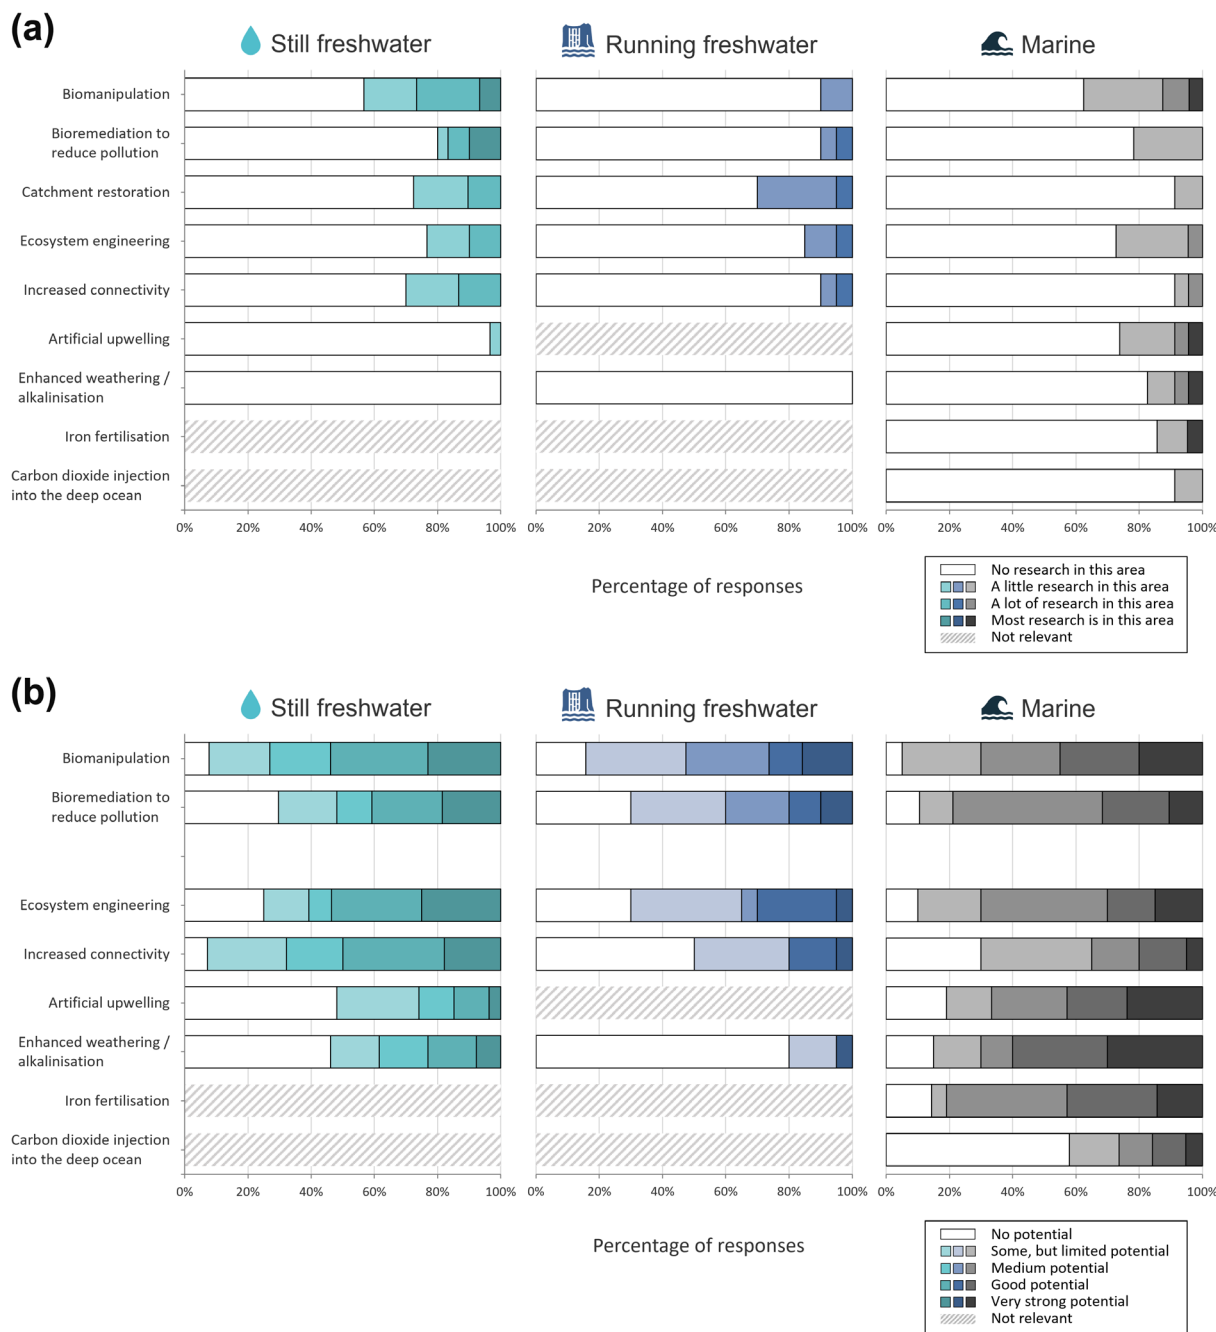 (a)
Still freshwater
Running freshwater
Marine
Biomanipulation
Bioremediation to
reduce pollution
Catchment restoration
Ecosystem engineering
Increased connectivity
Artificial upwelling
Enhanced weathering /
alkalinisation
Iron fertilisation
Carbon dioxide injection
into the deep ocean
0% 20% 40% 60% 80% 100%
0% 20% 40% 60% 80% 100%
0% 20% 40% 60% 80% 100%
Percentage of responses
No research in this area
A little research in this area
A lot of research in this area
Most research is in this area
Not relevant
(b)
Still freshwater
Running freshwater
Marine
Biomanipulation
Bioremediation to
reduce pollution
Ecosystem engineering
Increased connectivity
Artificial upwelling
Enhanced weathering /
alkalinisation
Iron fertilisation
Carbon dioxide injection
into the deep ocean
0% 20% 40% 60% 80% 100%
0% 20% 40% 60% 80% 100%
0% 20% 40% 60% 80% 100%
Percentage of responses
No potential
Some, but limited potential
Medium potential
Good potential
Very strong potential
Not relevant